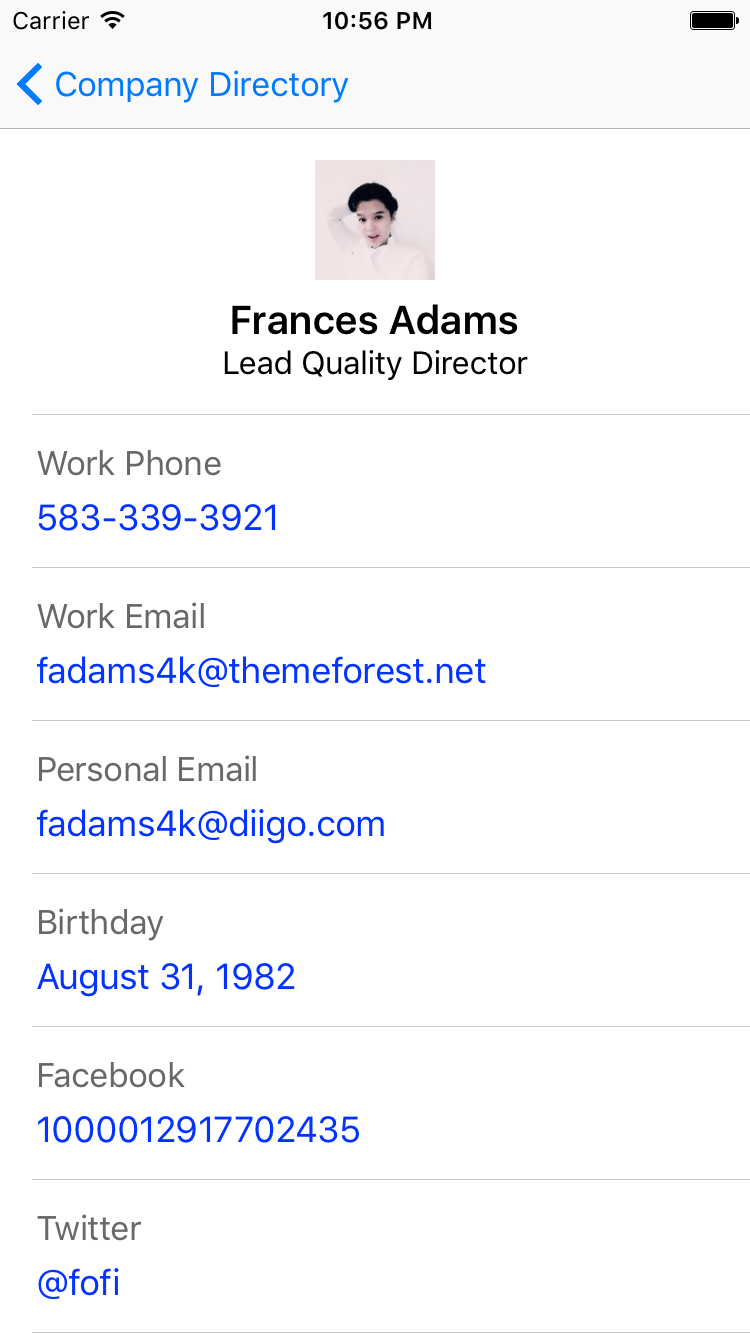 Carrier 10:56 PM
Company Directory
Frances Adams
Lead Quality Director
Work Phone
583-339-3921
Work Email
fadams4k@themeforest.net
Personal Email
fadams4k@diigo.com
Birthday
August 31, 1982
Facebook
1000012917702435
Twitter
@fofi